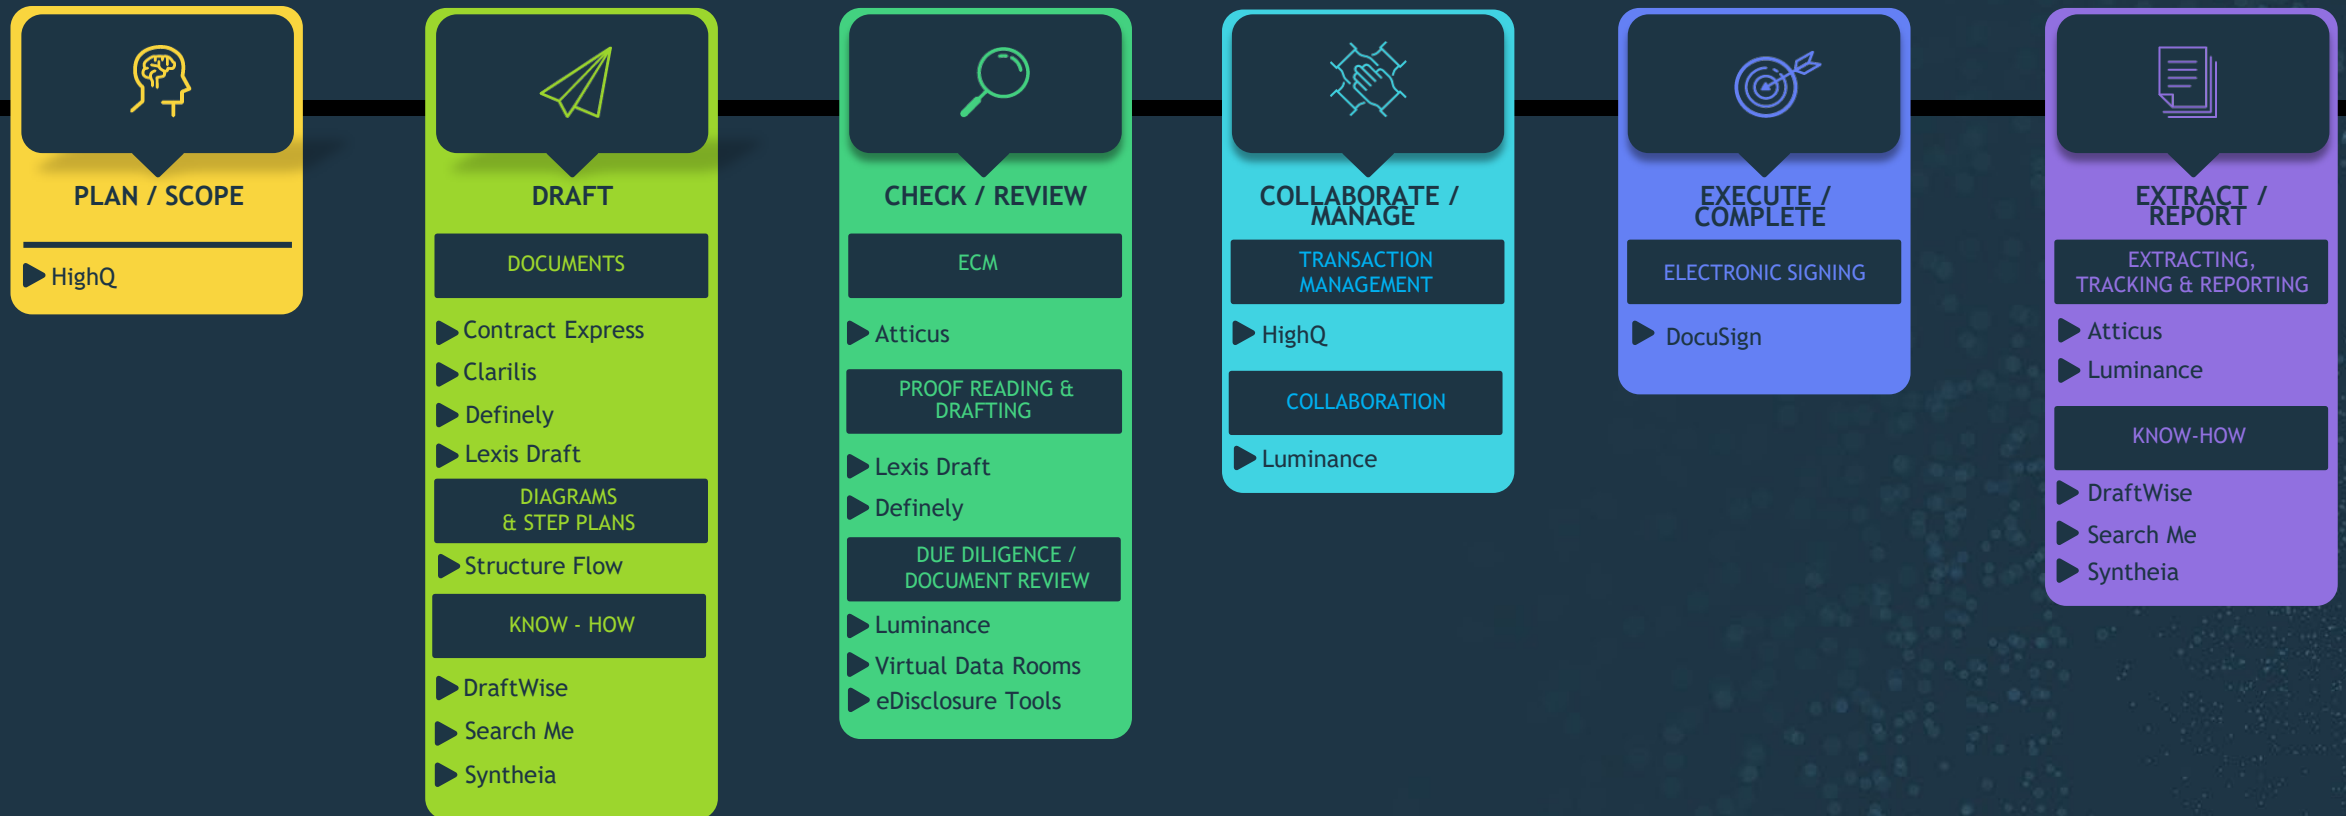 PLAN / SCOPE
HighQ
DRAFT
DOCUMENTS
Contract Express
Clarilis
Definely
Lexis Draft
DIAGRAMS
& STEP PLANS
Structure Flow
KNOW - HOW
DraftWise
Search Me
Syntheia
CHECK / REVIEW
ECM
Atticus
PROOF READING &
DRAFTING
Lexis Draft
Definely
DUE DILIGENCE /
DOCUMENT REVIEW
Luminance
Virtual Data Rooms
eDisclosure Tools
COLLABORATE /
MANAGE
TRANSACTION
MANAGEMENT
HighQ
COLLABORATION
Luminance
EXECUTE /
COMPLETE
ELECTRONIC SIGNING
DocuSign
EXTRACT /
REPORT
EXTRACTING,
TRACKING & REPORTING
Atticus
Luminance
KNOW-HOW
DraftWise
Search Me
Syntheia